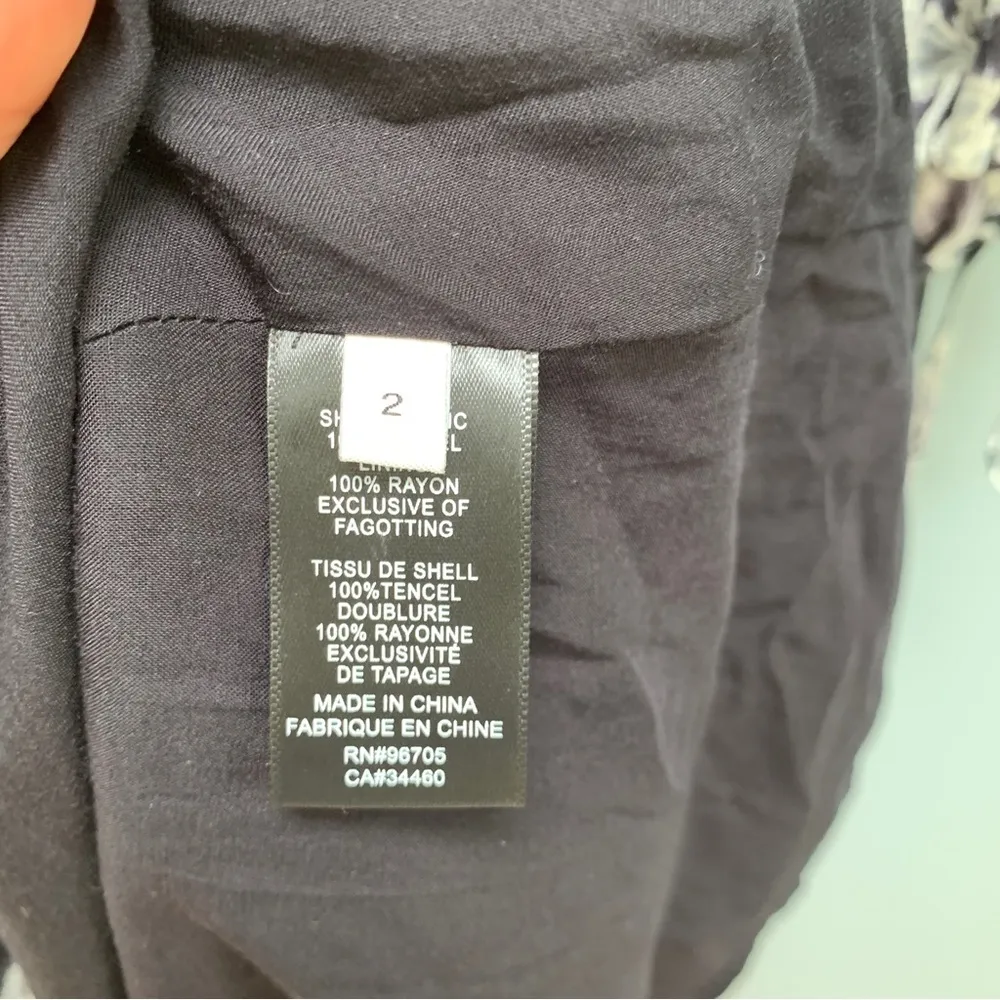 2
100% RAYON
EXCLUSIVE OF
FAGOTTING
TISSU DE SHELL
100%TENCEL
DOUBLURE
100% RAYONNE
EXCLUSIVITÉ
DE TAPAGE
MADE IN CHINA
FABRIQUE EN CHINE
RN#96705
CA#34460